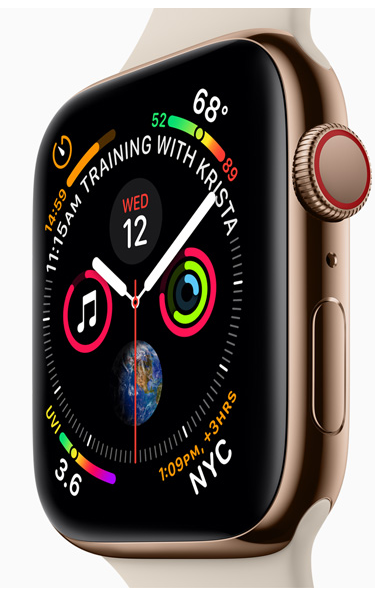 68°
52
89
14:59
11:15AM TRAINING WITH KRISTA
WED
12
UVI
3.6
1:09PM, +3HRS
NYC